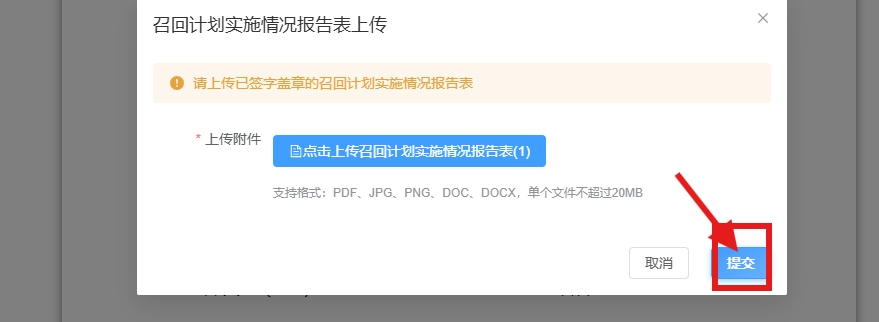 召回计划实施情况报告表上传
请上传已签字盖章的召回计划实施情况报告表
* 上传附件
点击上传召回计划实施情况报告表(1)
支持格式：PDF、JPG、PNG、DOC、DOCX，单个文件不超过20MB
取消
提交